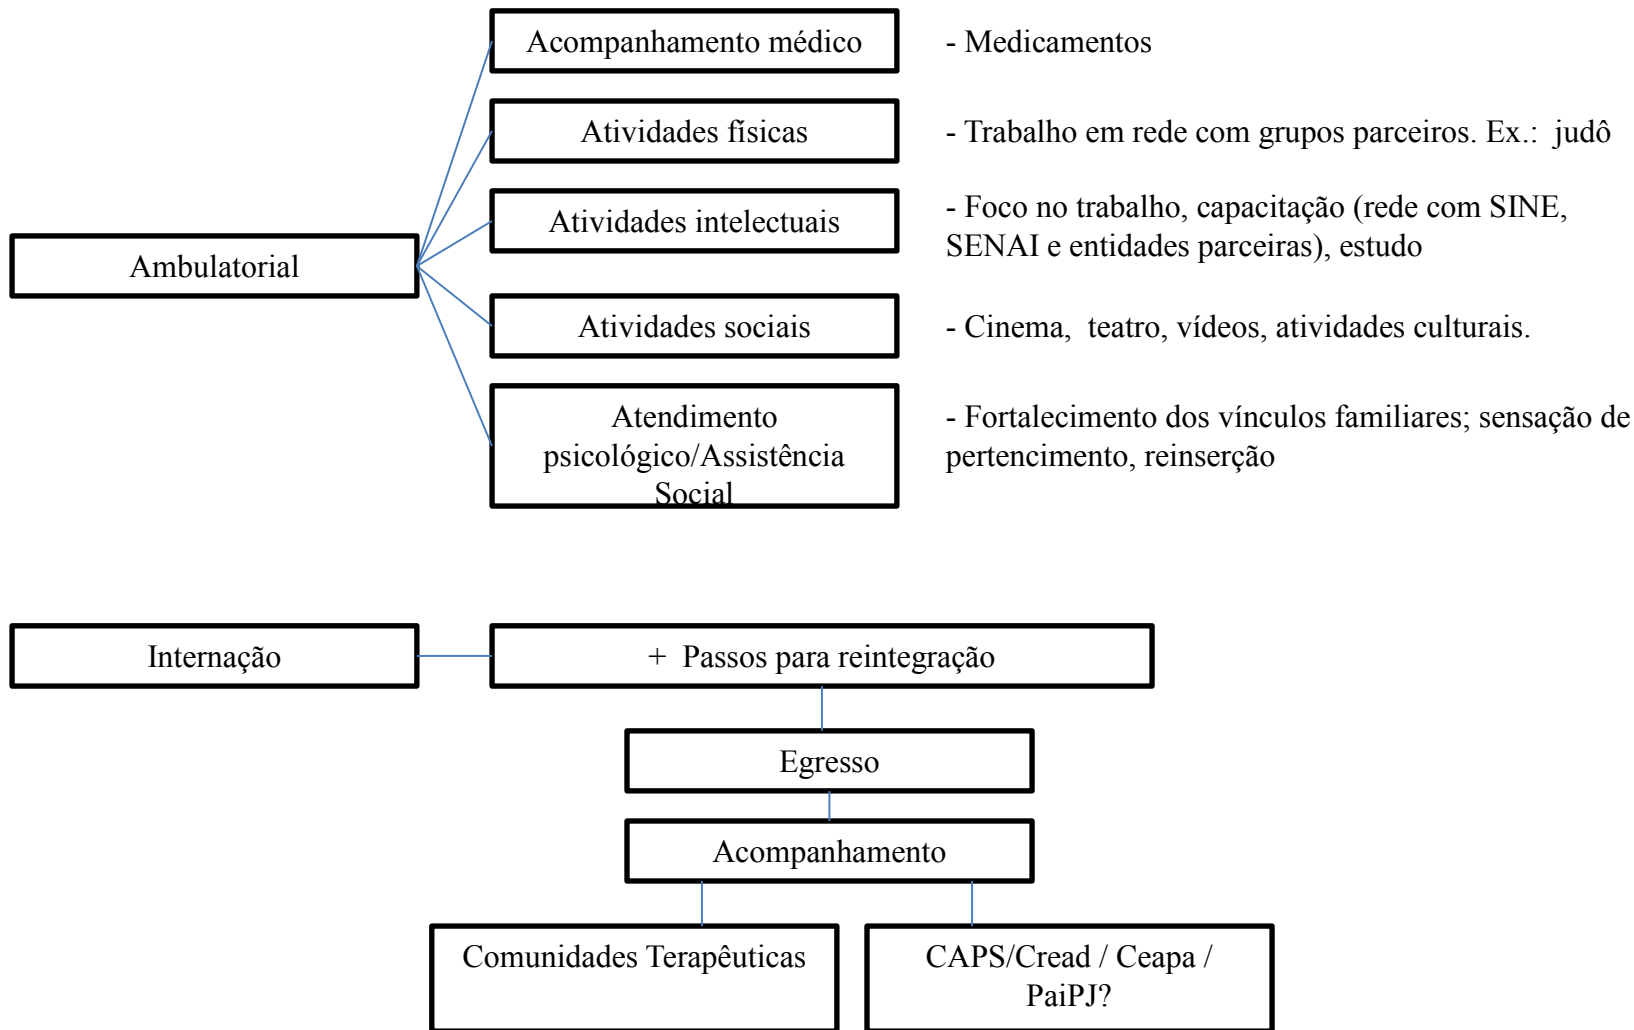 Acompanhamento médico
- Medicamentos
Atividades físicas
- Trabalho em rede com grupos parceiros. Ex.: judô
Atividades intelectuais
- Foco no trabalho, capacitação (rede com SINE,
SENAI e entidades parceiras), estudo
Ambulatorial
Atividades sociais
- Cinema, teatro, vídeos, atividades culturais.
Atendimento
psicológico/Assistência
Social
- Fortalecimento dos vínculos familiares; sensação de
pertencimento, reinserção
Internação
+ Passos para reintegração
Egresso
Acompanhamento
Comunidades Terapêuticas
CAPS/Cread / Ceapa /
PaiPJ?